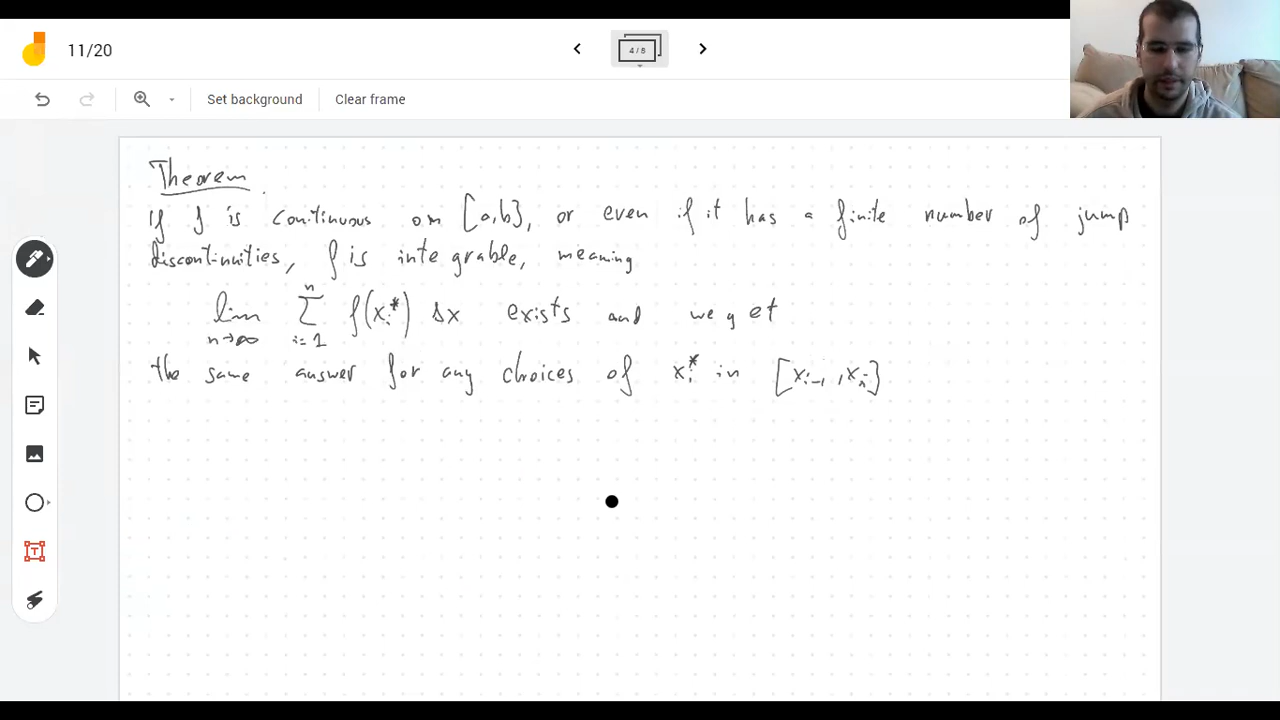 11/20
4 / 8
Set background
Clear frame
Theorem
If f is continuous on [a,b], or even if it has a finite number of jump
discontinuities, f is integrable, meaning
lim n→∞ ∑ i=1 n f(xi*) Δx exists and we get
the same answer for any choices of xi* in [xi-1, xi]